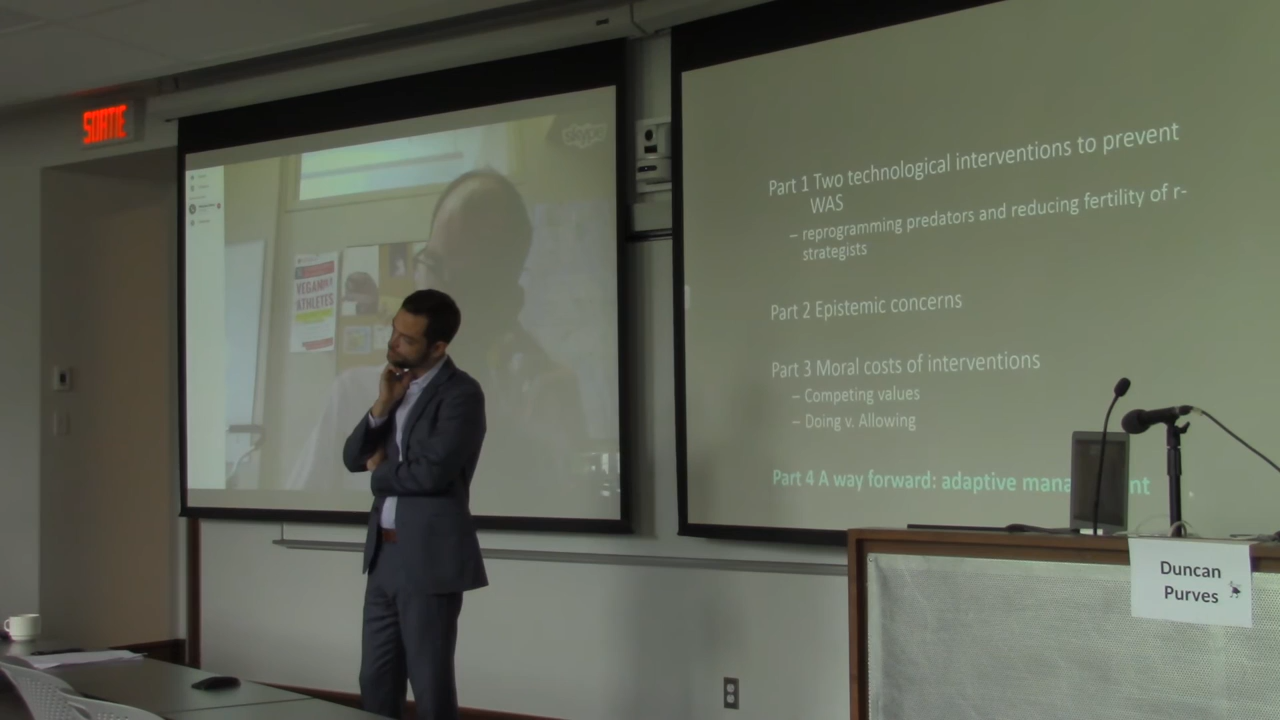 SORTIE
skype
VEGAN
ATHLETES
Part 1 Two technological interventions to prevent
WAS
– reprogramming predators and reducing fertility of r-
strategists
Part 2 Epistemic concerns
Part 3 Moral costs of interventions
– Competing values
– Doing v. Allowing
Part 4 A way forward: adaptive mana nt
Duncan
Purves